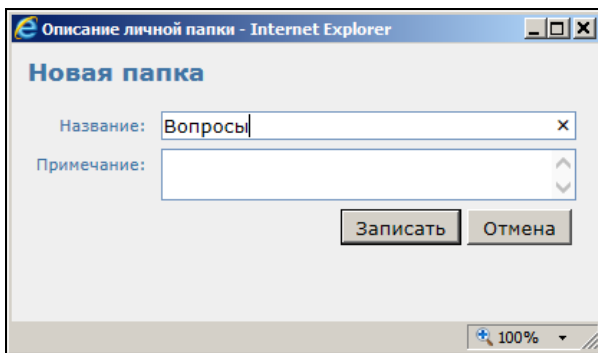 Описание личной папки - Internet Explorer
Новая папка
Название: Вопросы
Примечание:
Записать Отмена
100%